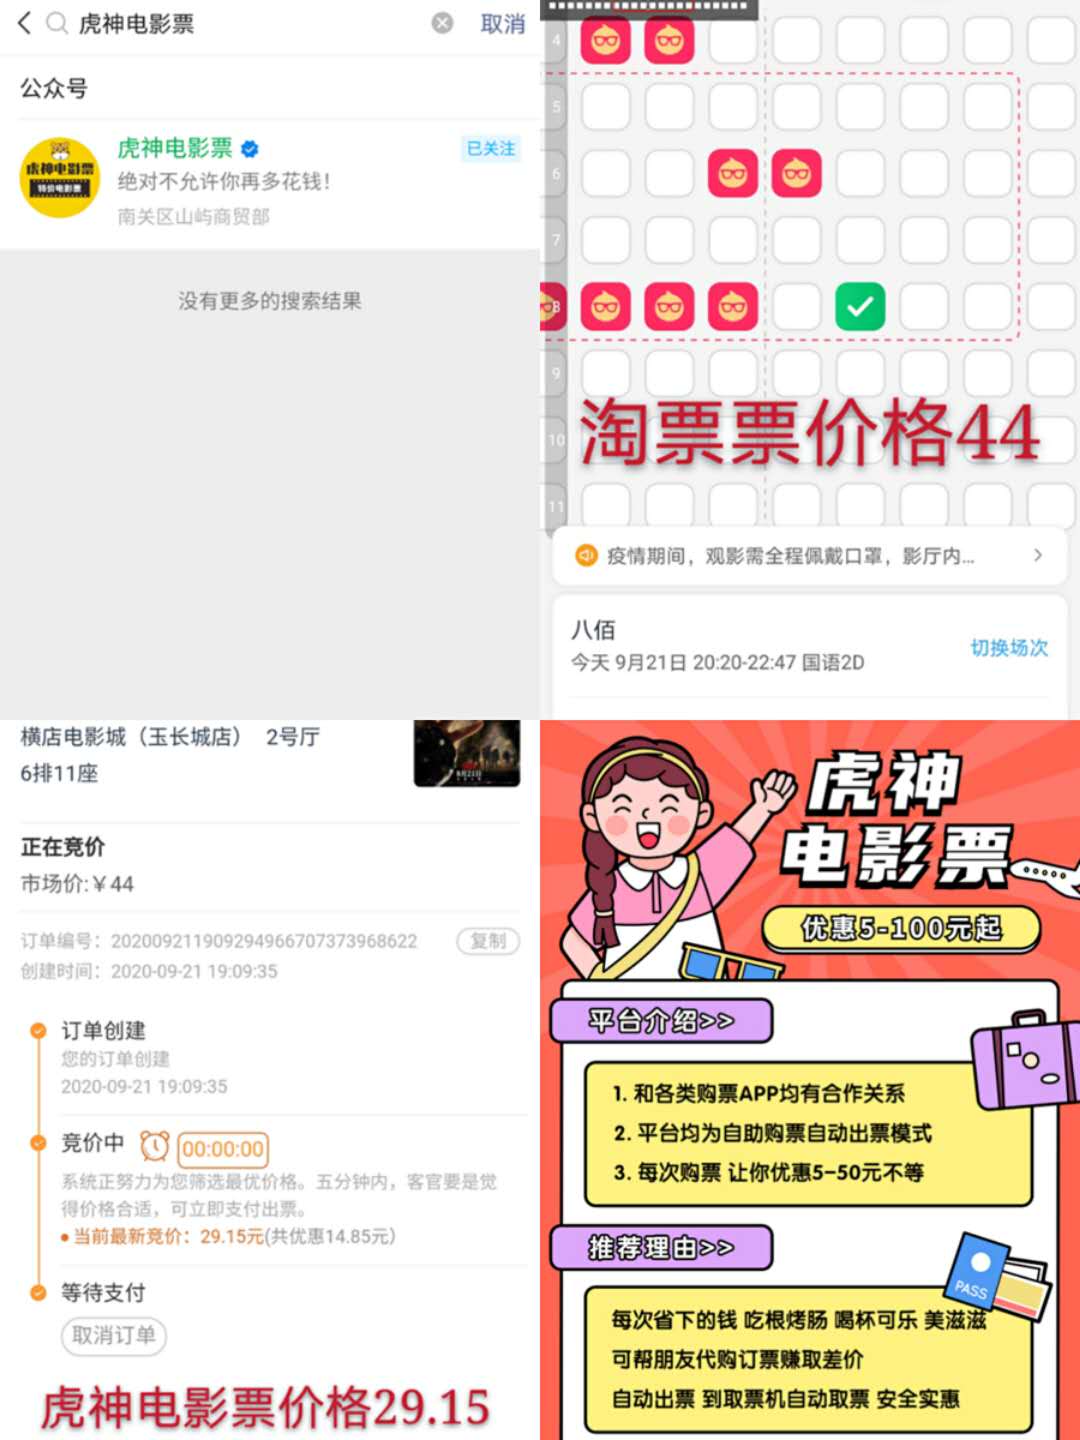 虎神电影票
取消
公众号
虎神电影票
已关注
虎神电影票
特价电影票
绝对不允许你再多花钱！
南关区山屿商贸部
没有更多的搜索结果
4
5
6
7
8
9
10
11
淘票票价格44
疫情期间，观影需全程佩戴口罩，影厅内...
八佰
今天 9月21日 20:20-22:47 国语2D
切换场次
横店电影城（玉长城店） 2号厅
6排11座
8月21日
正在竞价
市场价:￥44
订单编号：202009211909294966707373968622
复制
创建时间：2020-09-21 19:09:35
订单创建
您的订单创建
2020-09-21 19:09:35
竞价中
00:00:00
系统正努力为您筛选最优价格。五分钟内，客官要是觉
得价格合适，可立即支付出票。
当前最新竞价：29.15元(共优惠14.85元)
等待支付
取消订单
虎神电影票价格29.15
虎神
电影票
优惠5-100元起
平台介绍>>
1. 和各类购票APP均有合作关系
2. 平台均为自助购票自动出票模式
3. 每次购票 让你优惠5-50元不等
推荐理由>>
PASS
每次省下的钱 吃根烤肠 喝杯可乐 美滋滋
可帮朋友代购订票赚取差价
自动出票 到取票机自动取票 安全实惠